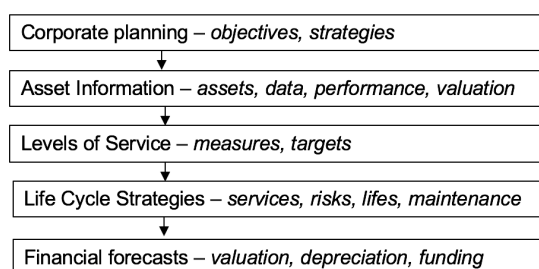 Corporate planning – objectives, strategies
Asset Information – assets, data, performance, valuation
Levels of Service – measures, targets
Life Cycle Strategies – services, risks, lifes, maintenance
Financial forecasts – valuation, depreciation, funding